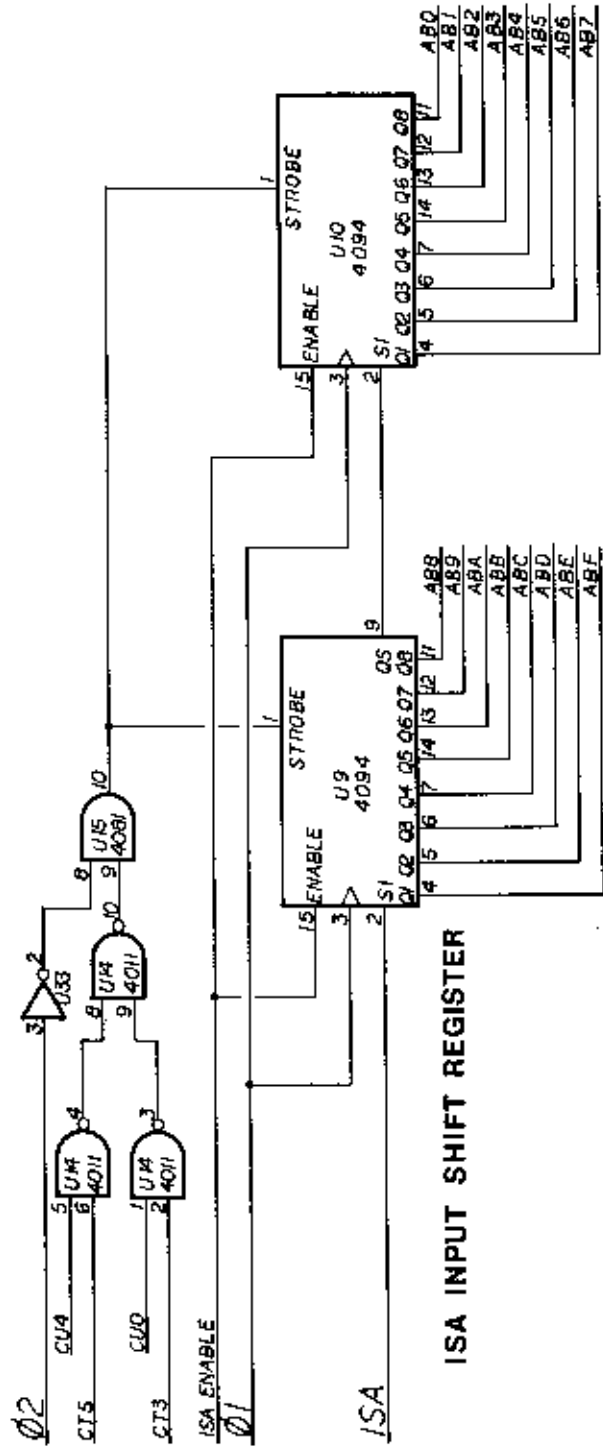 Ø2
3
2
U33
CU4
5
CT5
6
U14
4011
4
CU0
1
CT3
2
U14
4011
3
8
9
U14
4011
10
8
9
U15
4081
10
ISA ENABLE
Ø1
ISA
15
ENABLE
3
2
SI
1
STROBE
U9
4094
9
QS
Q1
Q2
Q3
Q4
Q5
Q6
Q7
Q8
4
5
6
7
14
13
12
11
AB8
AB9
ABA
ABB
ABC
ABD
ABE
ABF
15
ENABLE
3
2
SI
1
STROBE
U10
4094
Q1
Q2
Q3
Q4
Q5
Q6
Q7
Q8
14
5
6
7
14
13
12
11
AB0
AB1
AB2
AB3
AB4
AB5
AB6
AB7
ISA INPUT SHIFT REGISTER